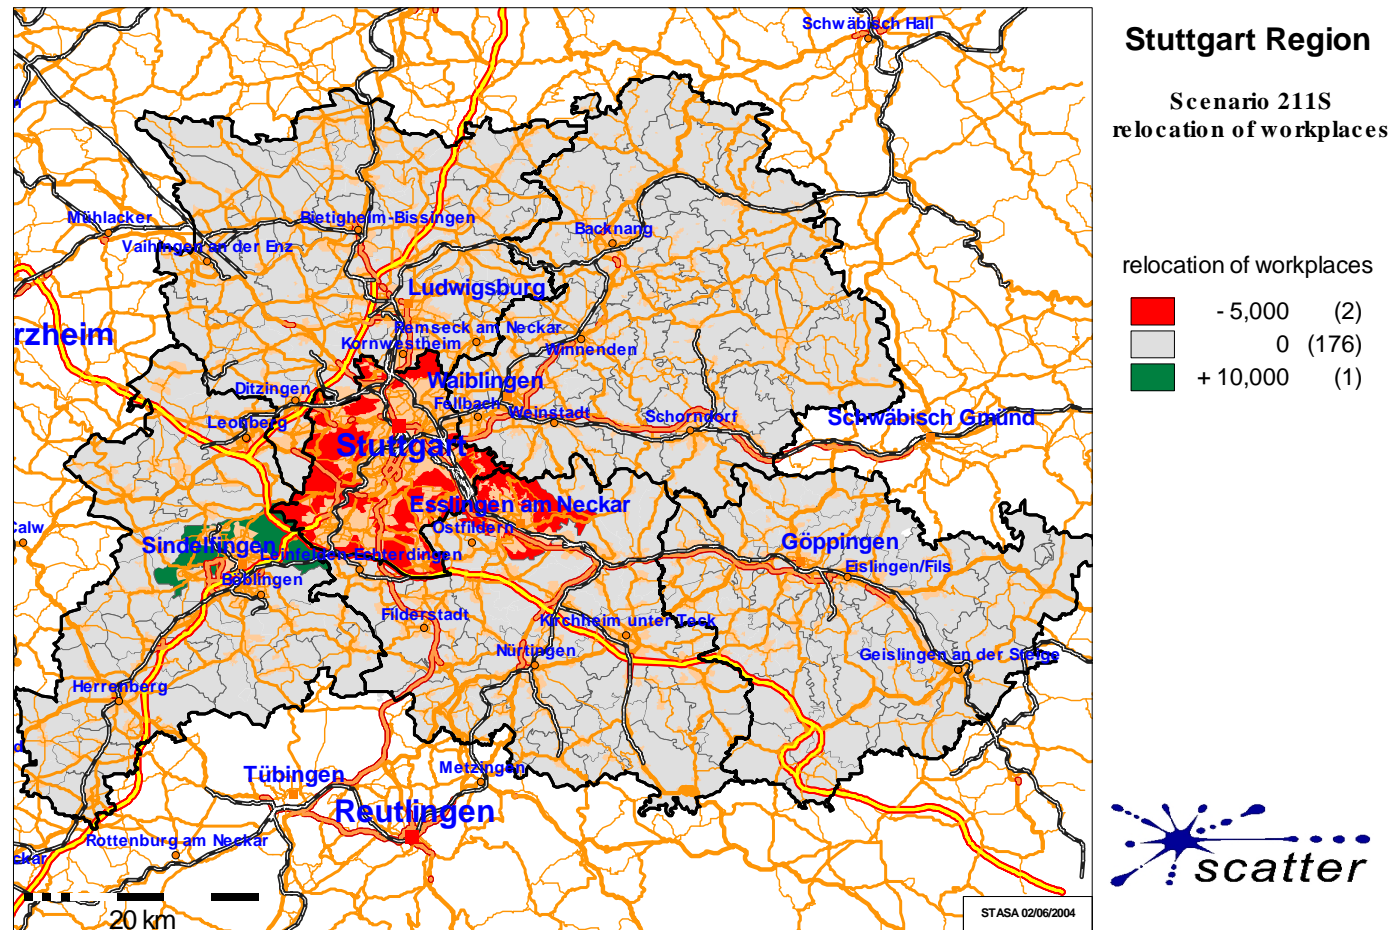 Stuttgart Region
Scenario 211S
relocation of workplaces
relocation of workplaces
- 5,000 (2)
0 (176)
+ 10,000 (1)
Schwäbisch Hall
Mühlacker
Bietigheim-Bissingen
Vaihingen an der Enz
Backnang
Ludwigsburg
Remseck am Neckar
rzheim
Kornwestheim
Winnenden
Ditzingen
Waiblingen
Fellbach
Weinstadt
Schorndorf
Schwäbisch Gmünd
Leonberg
Stuttgart
Esslingen am Neckar
Ostfildern
Calw
Sindelfingen
Leinfelden-Echterdingen
Göppingen
Eislingen/Fils
Böblingen
Filderstadt
Kirchheim unter Teck
Nürtingen
Geislingen an der Steige
Herrenberg
Tübingen
Metzingen
Reutlingen
Rottenburg am Neckar
ckar
20 km
STASA 02/06/2004
scatter